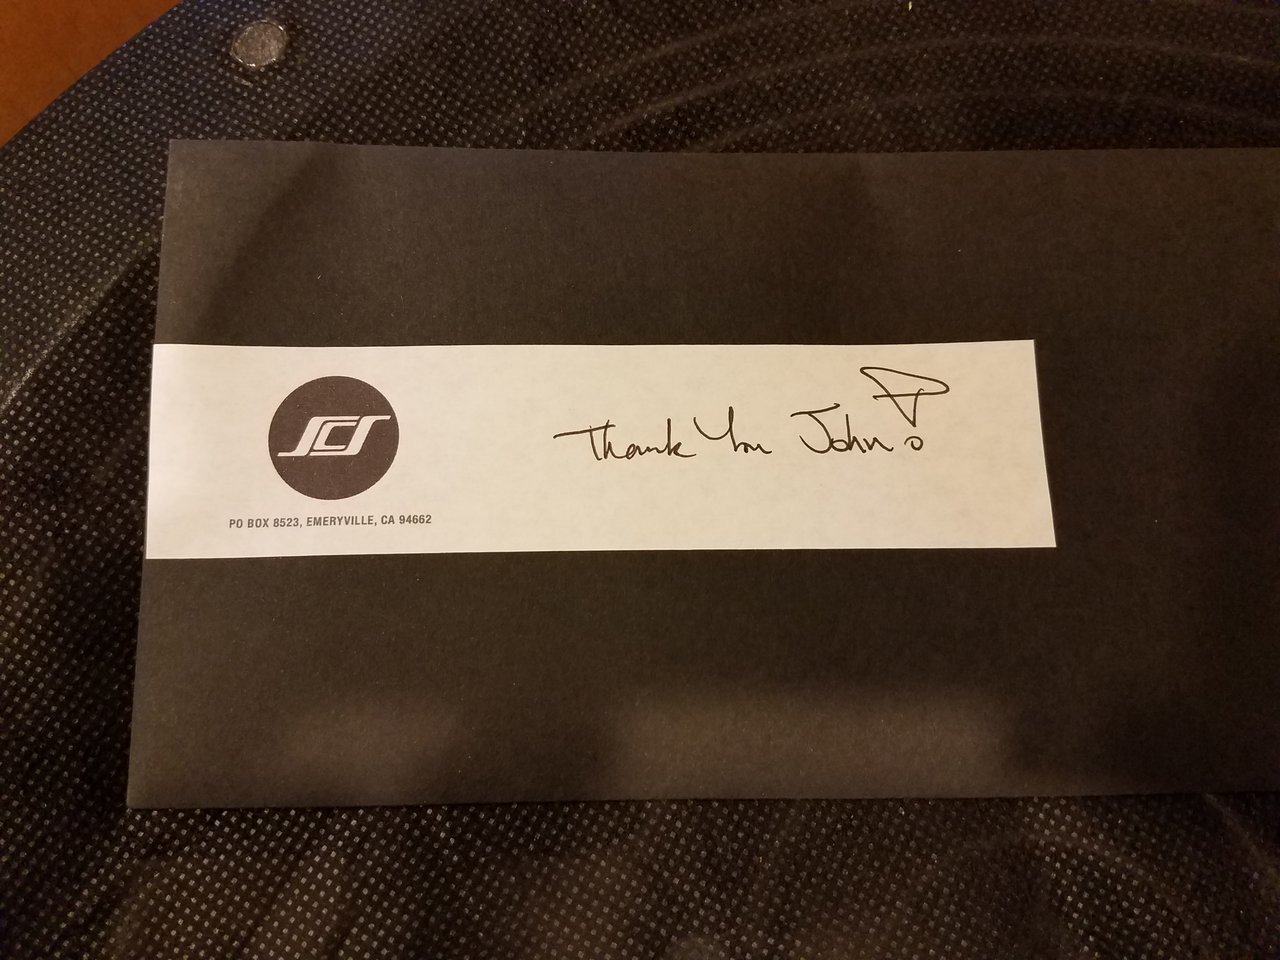 SCS
Thank You John!
PO BOX 8523, EMERYVILLE, CA 94662